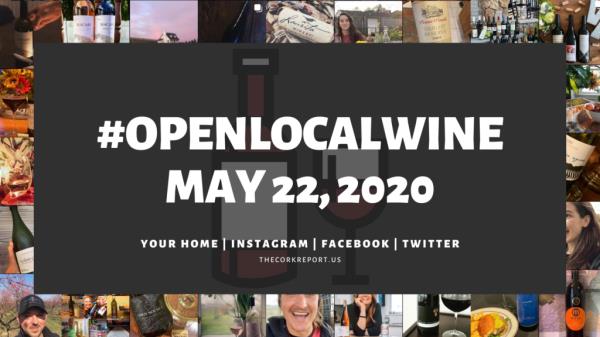 #OPENLOCALWINE
MAY 22, 2020
YOUR HOME | INSTAGRAM | FACEBOOK | TWITTER
THECORKREPORT.US